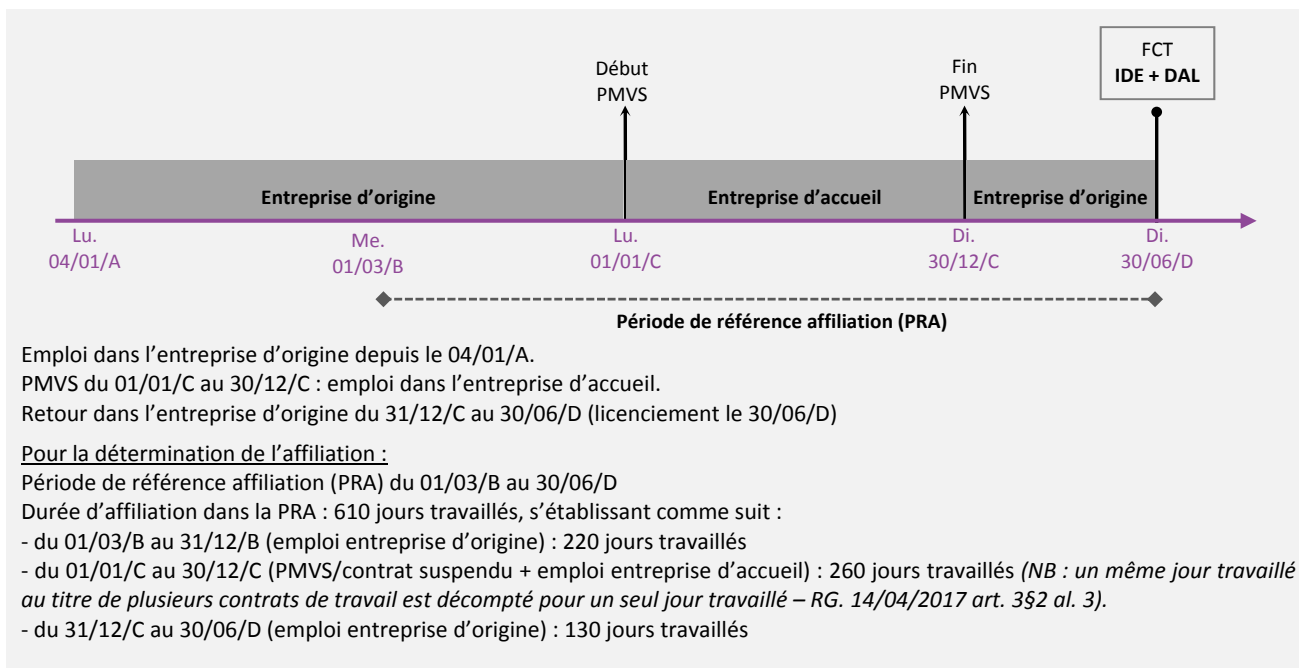 FCT
IDE + DAL
Début
PMVS
Fin
PMVS
Entreprise d'origine
Entreprise d'accueil
Entreprise d'origine
Lu.
04/01/A
Me.
01/03/B
Lu.
01/01/C
Di.
30/12/C
Di.
30/06/D
Période de référence affiliation (PRA)
Emploi dans l'entreprise d'origine depuis le 04/01/A.
PMVS du 01/01/C au 30/12/C : emploi dans l'entreprise d'accueil.
Retour dans l'entreprise d'origine du 31/12/C au 30/06/D (licenciement le 30/06/D)
Pour la détermination de l'affiliation :
Période de référence affiliation (PRA) du 01/03/B au 30/06/D
Durée d'affiliation dans la PRA : 610 jours travaillés, s'établissant comme suit :
- du 01/03/B au 31/12/B (emploi entreprise d'origine) : 220 jours travaillés
- du 01/01/C au 30/12/C (PMVS/contrat suspendu + emploi entreprise d'accueil) : 260 jours travaillés (NB : un même jour travaillé
au titre de plusieurs contrats de travail est décompté pour un seul jour travaillé – RG. 14/04/2017 art. 3§2 al. 3).
- du 31/12/C au 30/06/D (emploi entreprise d'origine) : 130 jours travaillés